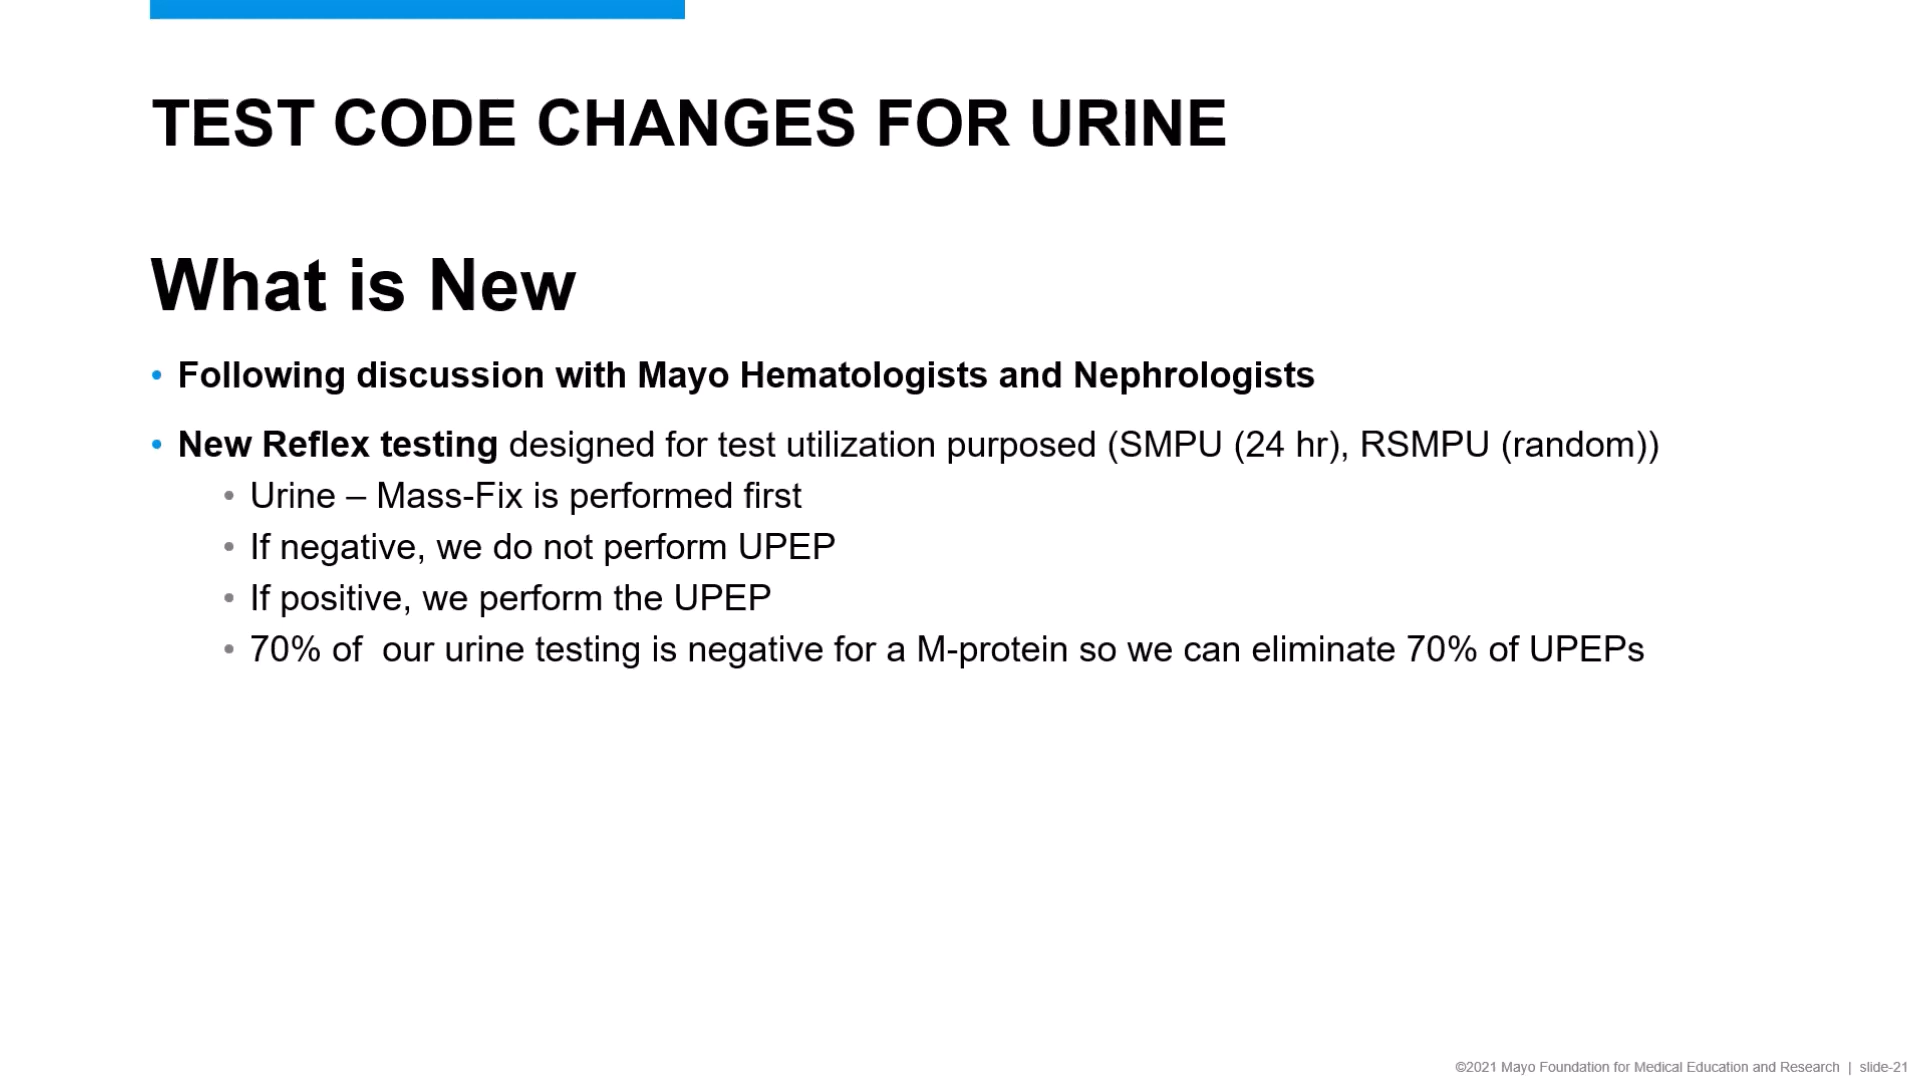 TEST CODE CHANGES FOR URINE
What is New
• Following discussion with Mayo Hematologists and Nephrologists
• New Reflex testing designed for test utilization purposed (SMPU (24 hr), RSMPU (random))
• Urine – Mass-Fix is performed first
• If negative, we do not perform UPEP
• If positive, we perform the UPEP
• 70% of  our urine testing is negative for a M-protein so we can eliminate 70% of UPEPs
©2021 Mayo Foundation for Medical Education and Research | slide-21